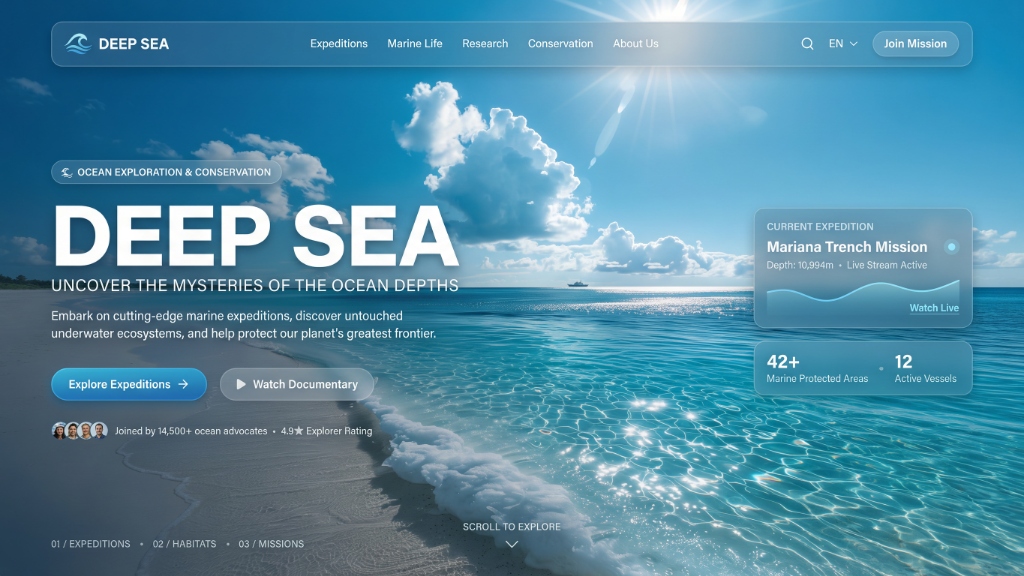 DEEP SEA
Expeditions
Marine Life
Research
Conservation
About Us
EN
Join Mission
OCEAN EXPLORATION & CONSERVATION
DEEP SEA
UNCOVER THE MYSTERIES OF THE OCEAN DEPTHS
Embark on cutting-edge marine expeditions, discover untouched
underwater ecosystems, and help protect our planet's greatest frontier.
Explore Expeditions →
Watch Documentary
Joined by 14,500+ ocean advocates • 4.9★ Explorer Rating
CURRENT EXPEDITION
Mariana Trench Mission
Depth: 10,994m • Live Stream Active
Watch Live
42+
Marine Protected Areas
12
Active Vessels
SCROLL TO EXPLORE
01 / EXPEDITIONS • 02 / HABITATS • 03 / MISSIONS